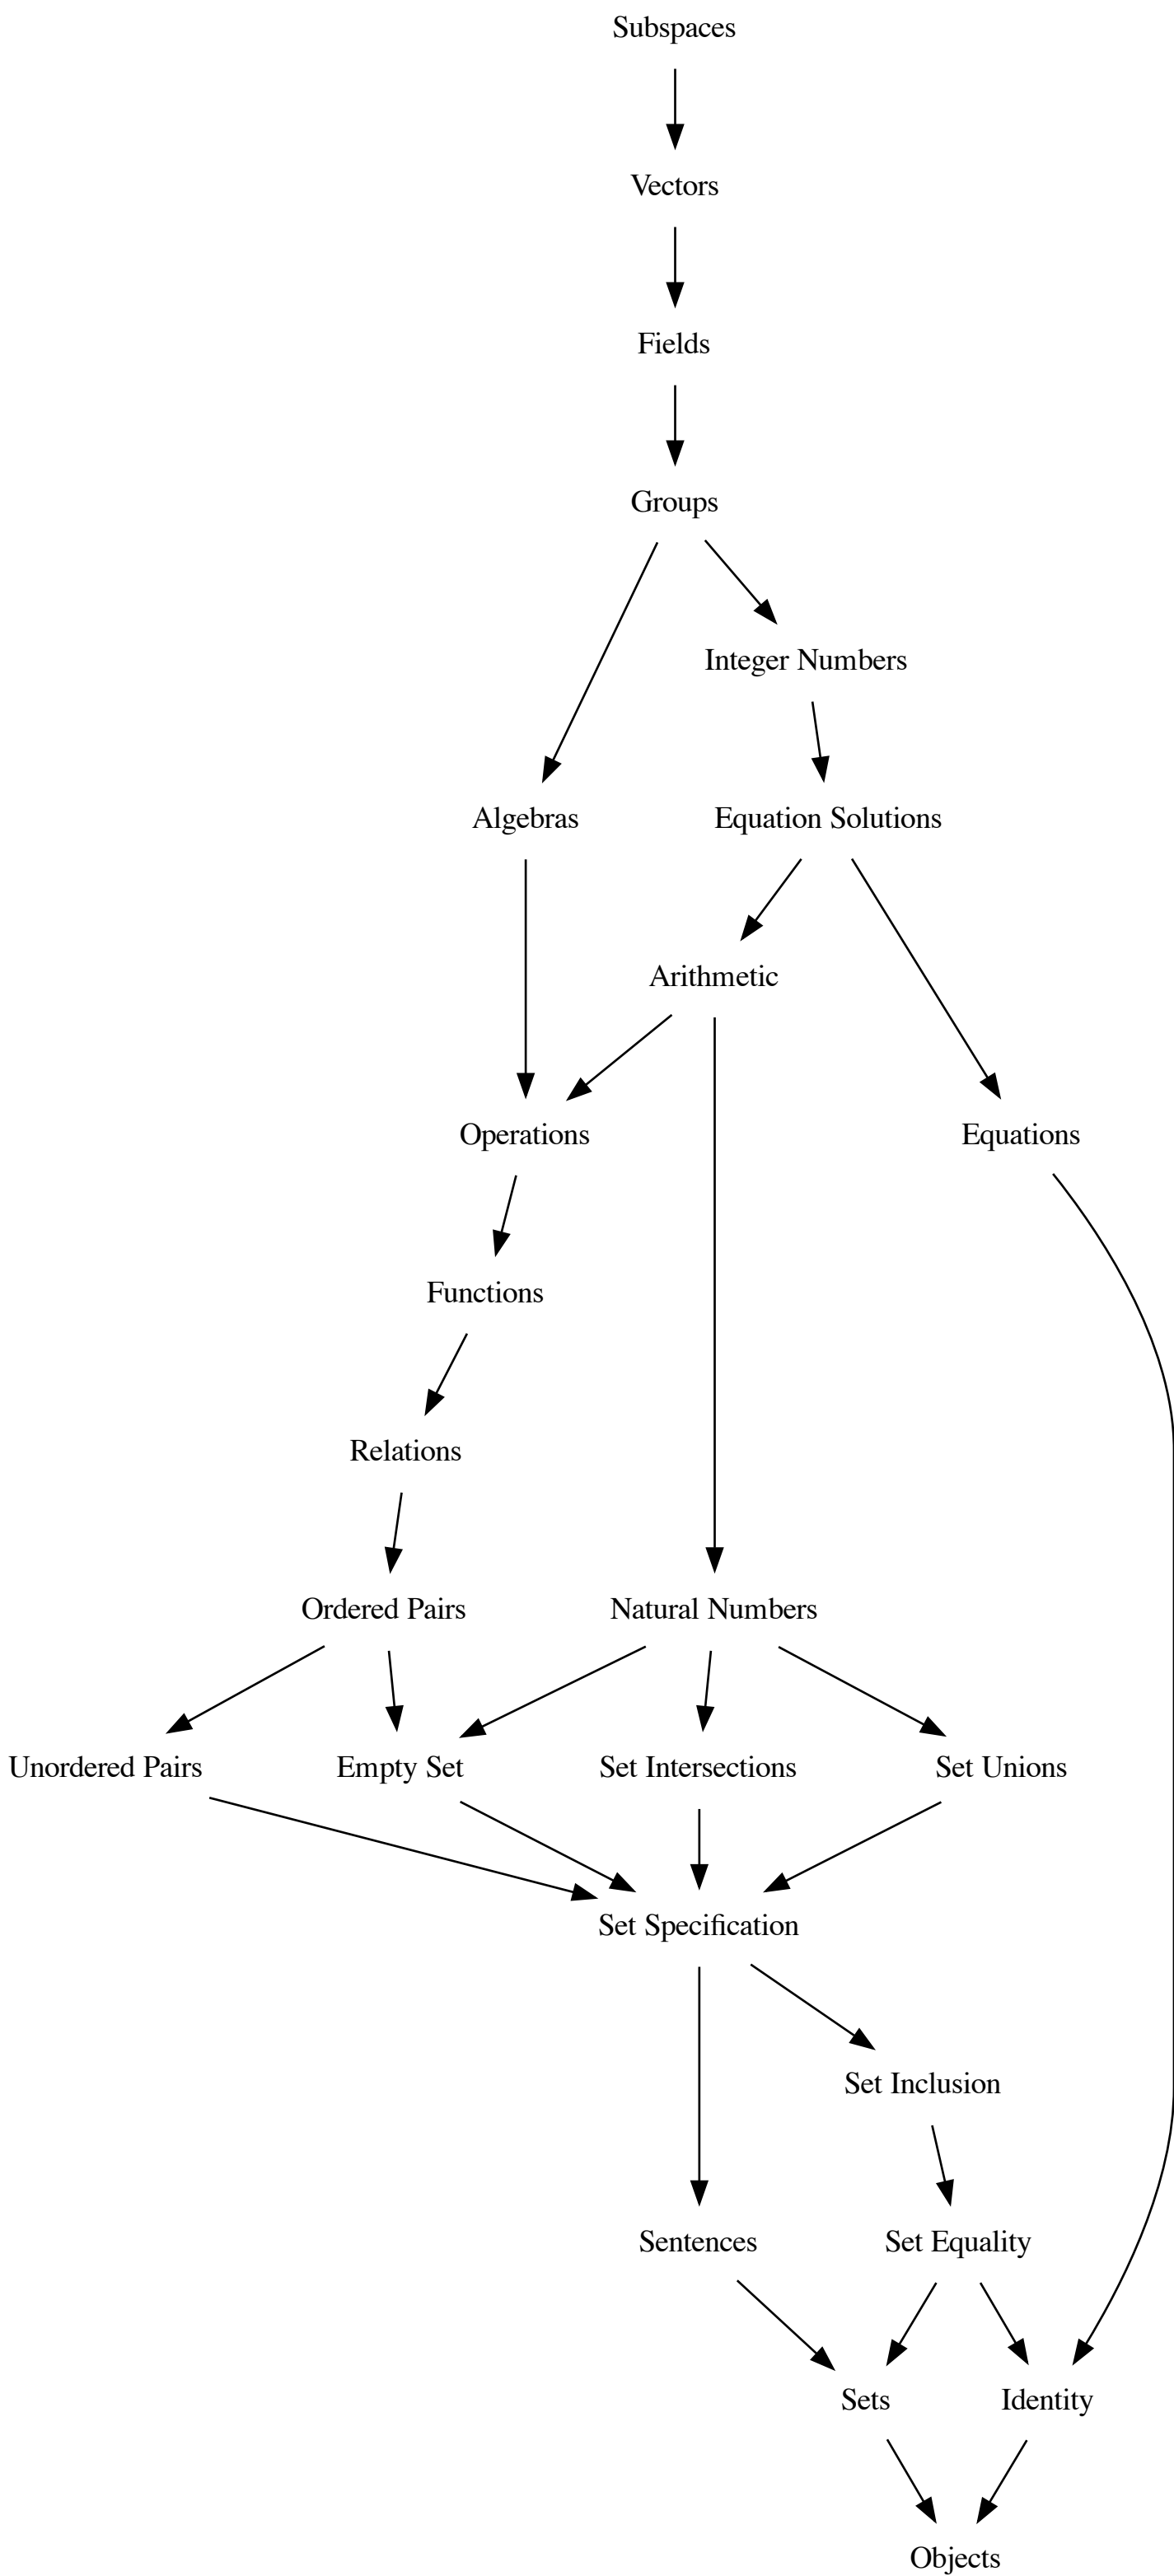 Subspaces
Vectors
Fields
Groups
Integer Numbers
Algebras
Equation Solutions
Arithmetic
Operations
Equations
Functions
Relations
Ordered Pairs
Natural Numbers
Unordered Pairs
Empty Set
Set Intersections
Set Unions
Set Specification
Set Inclusion
Sentences
Set Equality
Sets
Identity
Objects